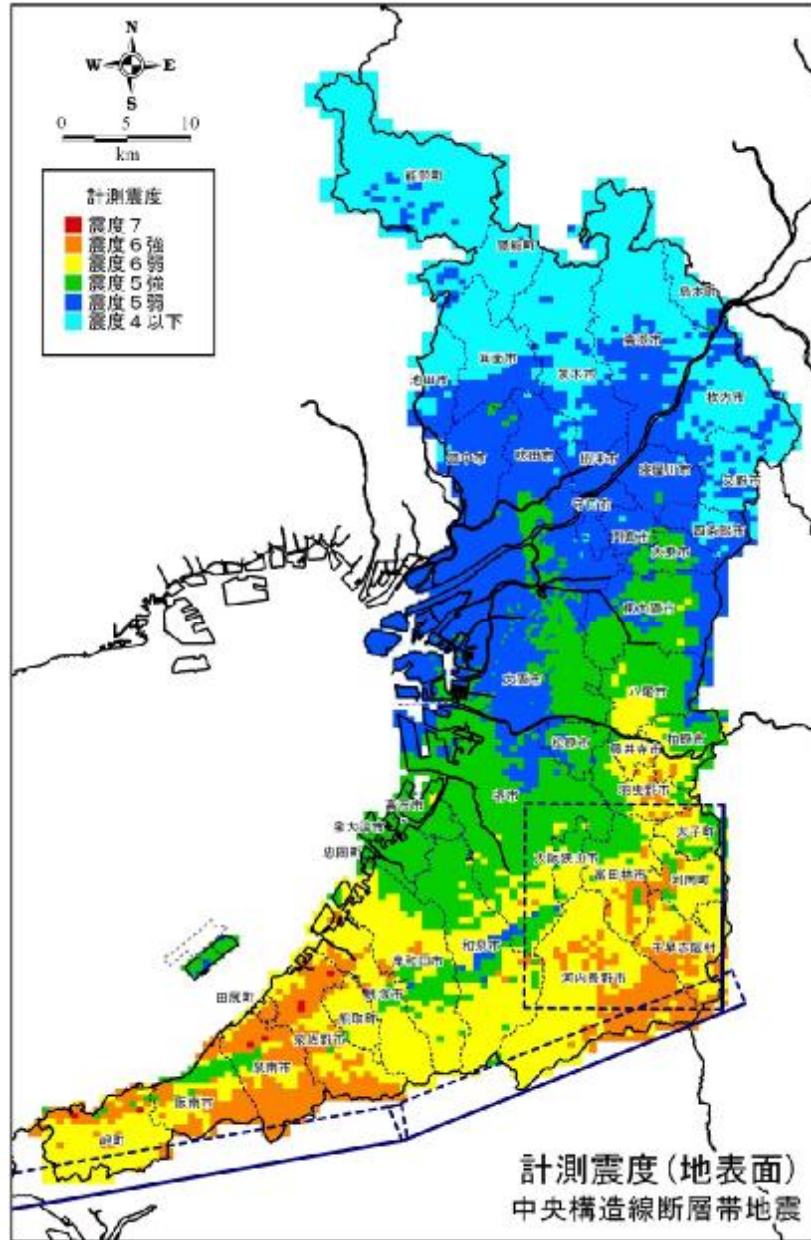 N
W E
S
0 5 10
km
計測震度
震度7
震度6強
震度6弱
震度5強
震度5弱
震度4以下
能勢町
豊能町
島本町
高槻市
箕面市
茨木市
池田市
枚方市
豊中市
吹田市
摂津市
寝屋川市
交野市
守口市
門真市
四條畷市
大東市
東大阪市
大阪市
八尾市
松原市
柏原市
藤井寺市
羽曳野市
堺市
高石市
泉大津市
忠岡町
太子町
大阪狭山市
富田林市
河南町
和泉市
岸和田市
千早赤阪村
河内長野市
貝塚市
田尻町
熊取町
泉佐野市
泉南市
阪南市
岬町
計測震度(地表面)
中央構造線断層帯地震